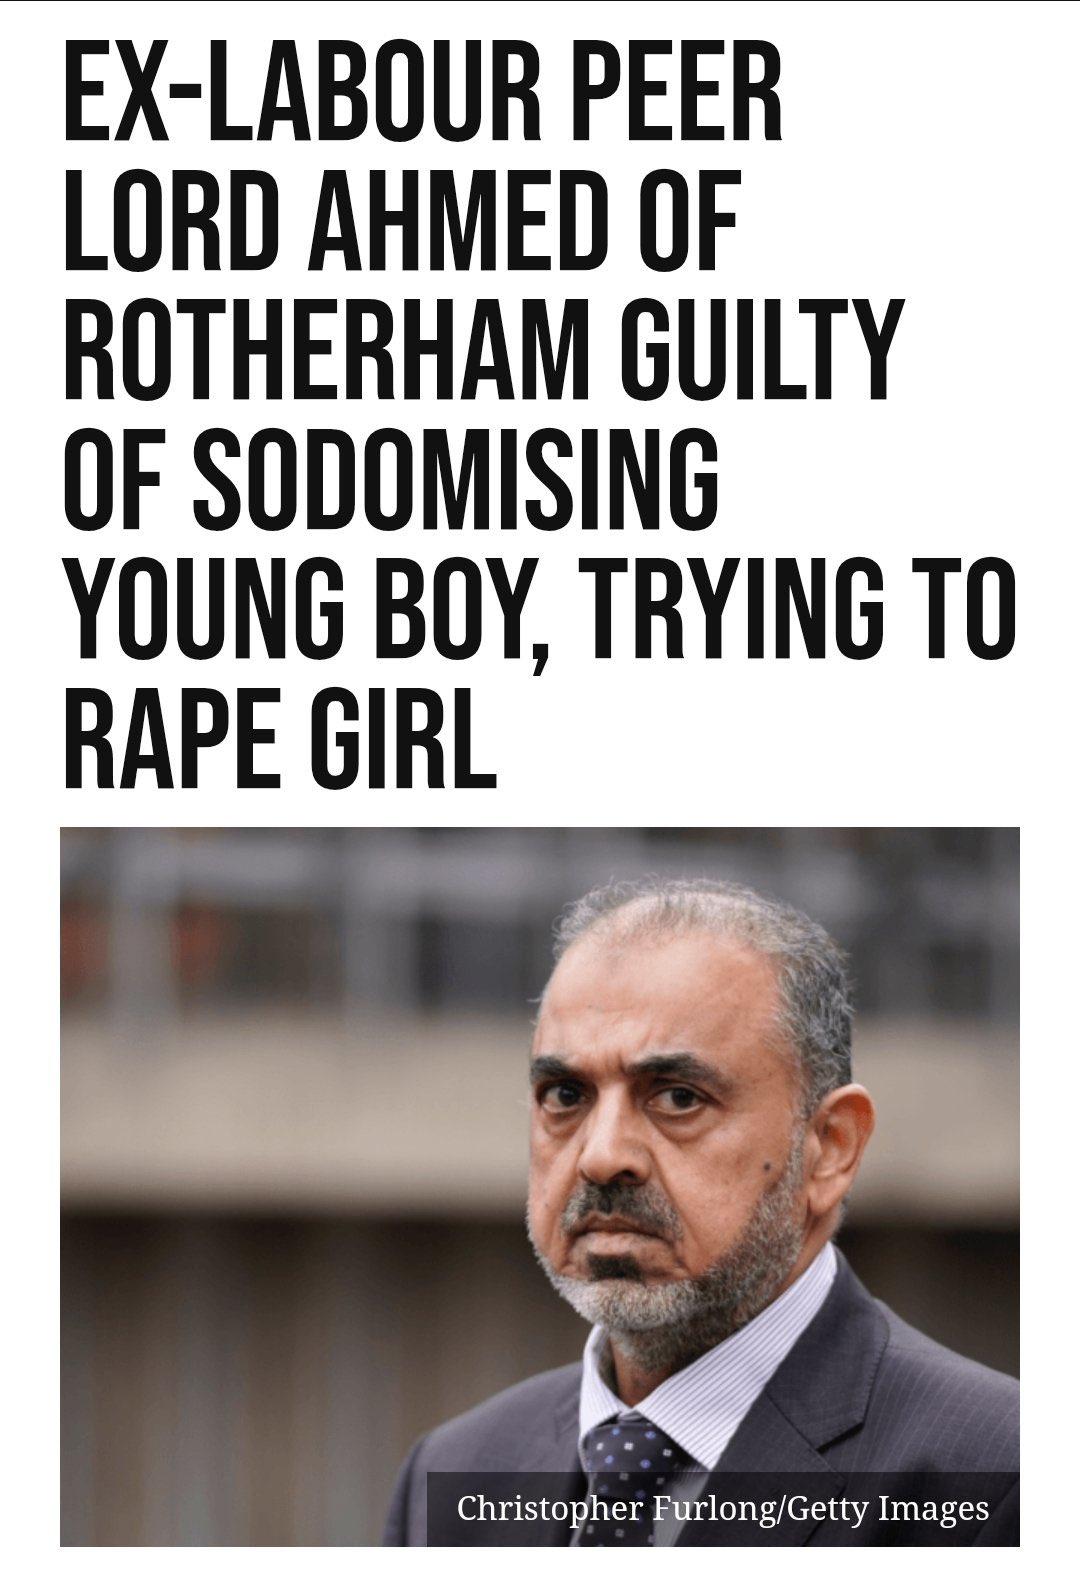 EX-LABOUR PEER
LORD AHMED OF
ROTHERHAM GUILTY
OF SODOMISING
YOUNG BOY, TRYING TO
RAPE GIRL
Christopher Furlong/Getty Images